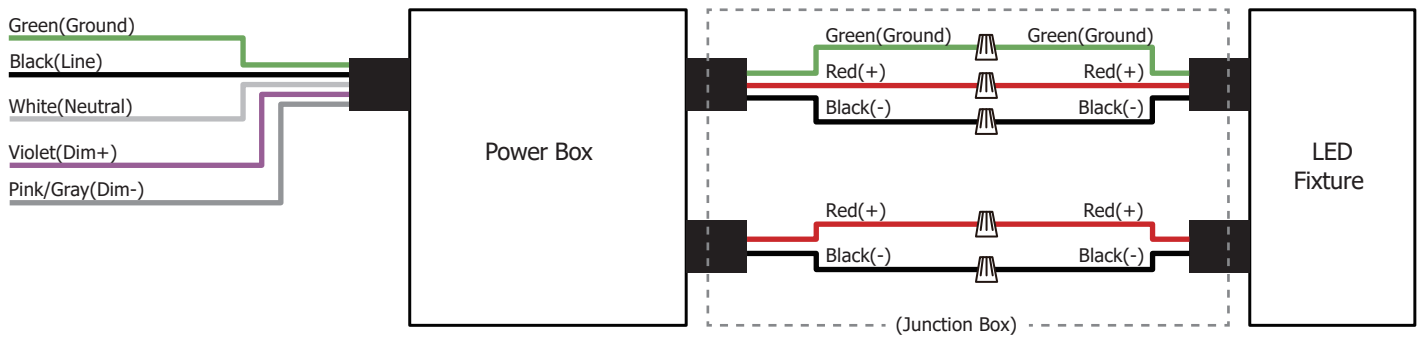 Green(Ground)
Black(Line)
White(Neutral)
Violet(Dim+)
Pink/Gray(Dim-)
Power Box
Green(Ground) Green(Ground)
Red(+) Red(+)
Black(-) Black(-)
Red(+) Red(+)
Black(-) Black(-)
(Junction Box)
LED
Fixture